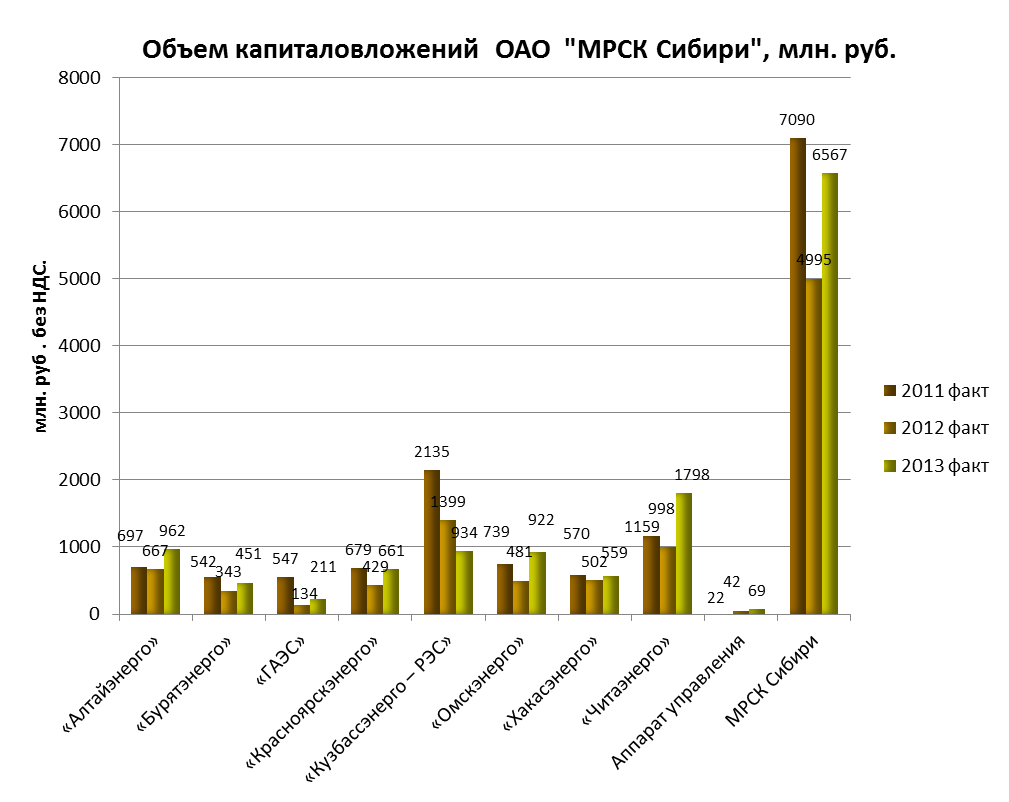 Объем капиталовложений ОАО "МРСК Сибири", млн. руб.
млн. руб . без НДС.
8000
7000
6000
5000
4000
3000
2000
1000
0
697
667
962
542
343
451
547
134
211
679
429
661
2135
1399
934
739
481
922
570
502
559
1159
998
1798
22
42
69
7090
4995
6567
«Алтайэнерго»
«Бурятэнерго»
«ГАЭС»
«Красноярскэнерго»
«Кузбассэнерго – РЭС»
«Омскэнерго»
«Хакасэнерго»
«Читаэнерго»
Аппарат управления
МРСК Сибири
2011 факт
2012 факт
2013 факт